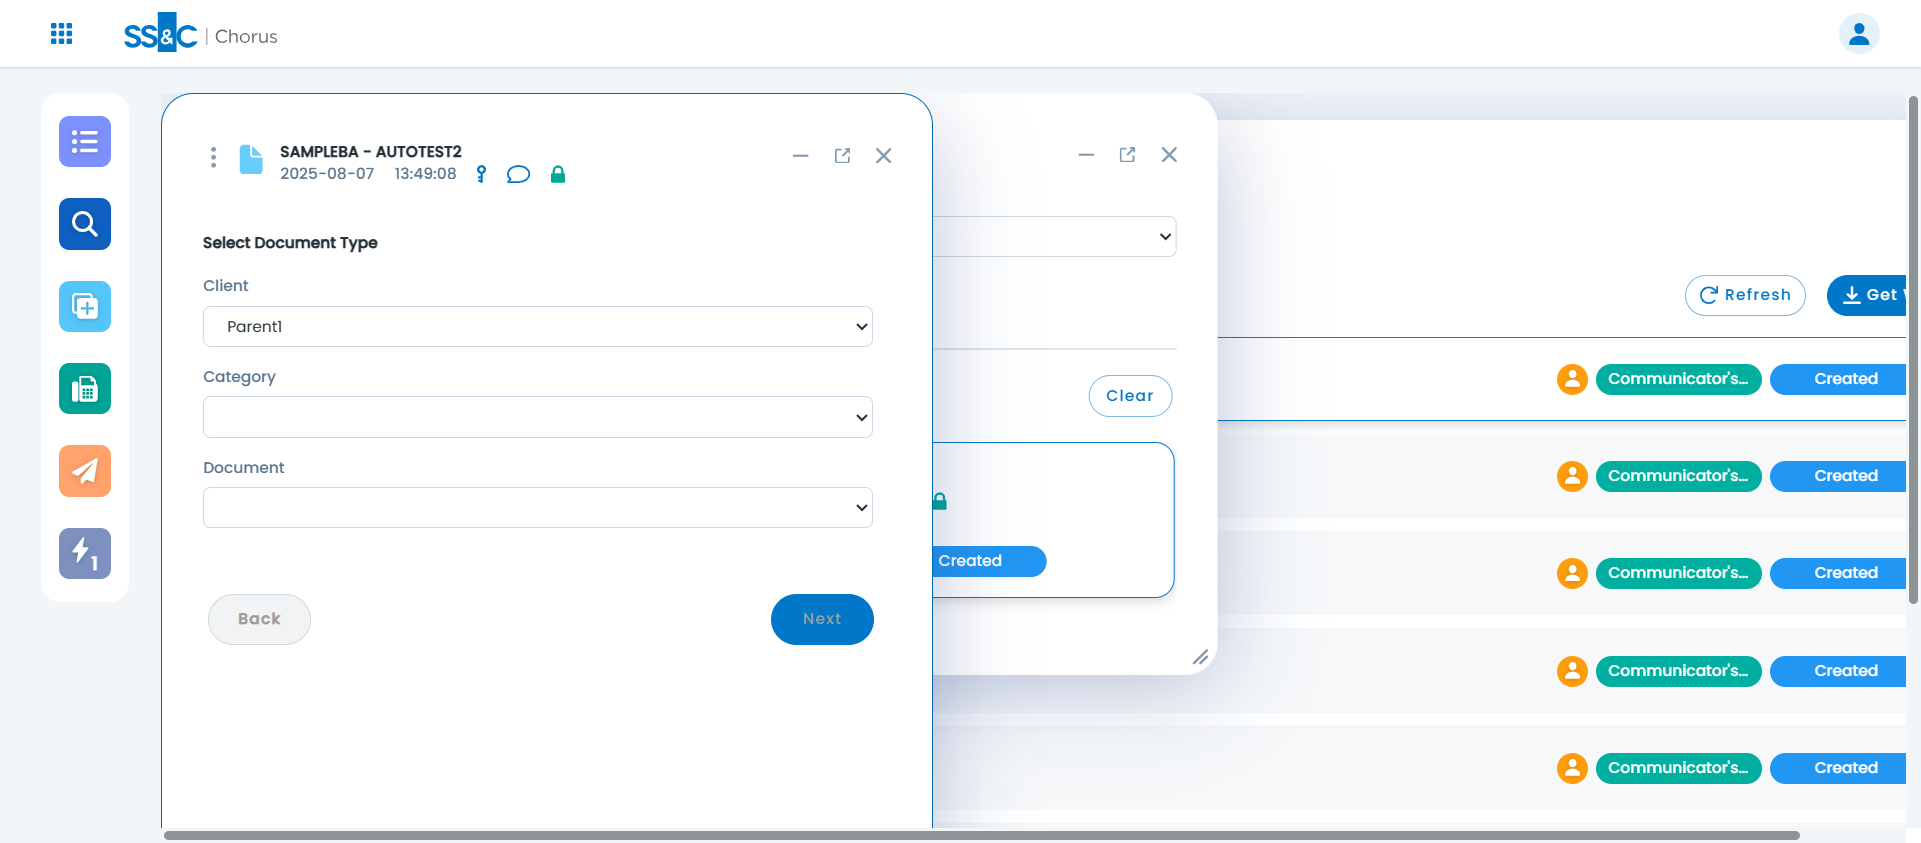 SS&C | Chorus
SAMPLEBA - AUTOTEST2
2025-08-07 13:49:08
Select Document Type
Client
Parent1
Category
Document
Back
Next
Clear
Created
Refresh
Get
Communicator's... Created
Communicator's... Created
Communicator's... Created
Communicator's... Created
Communicator's... Created
1